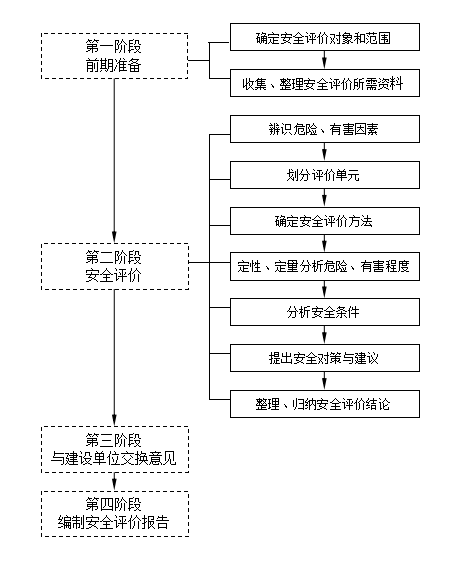 第一阶段
前期准备
确定安全评价对象和范围
收集、整理安全评价所需资料
辨识危险、有害因素
划分评价单元
确定安全评价方法
第二阶段
安全评价
定性、定量分析危险、有害程度
分析安全条件
提出安全对策与建议
整理、归纳安全评价结论
第三阶段
与建设单位交换意见
第四阶段
编制安全评价报告